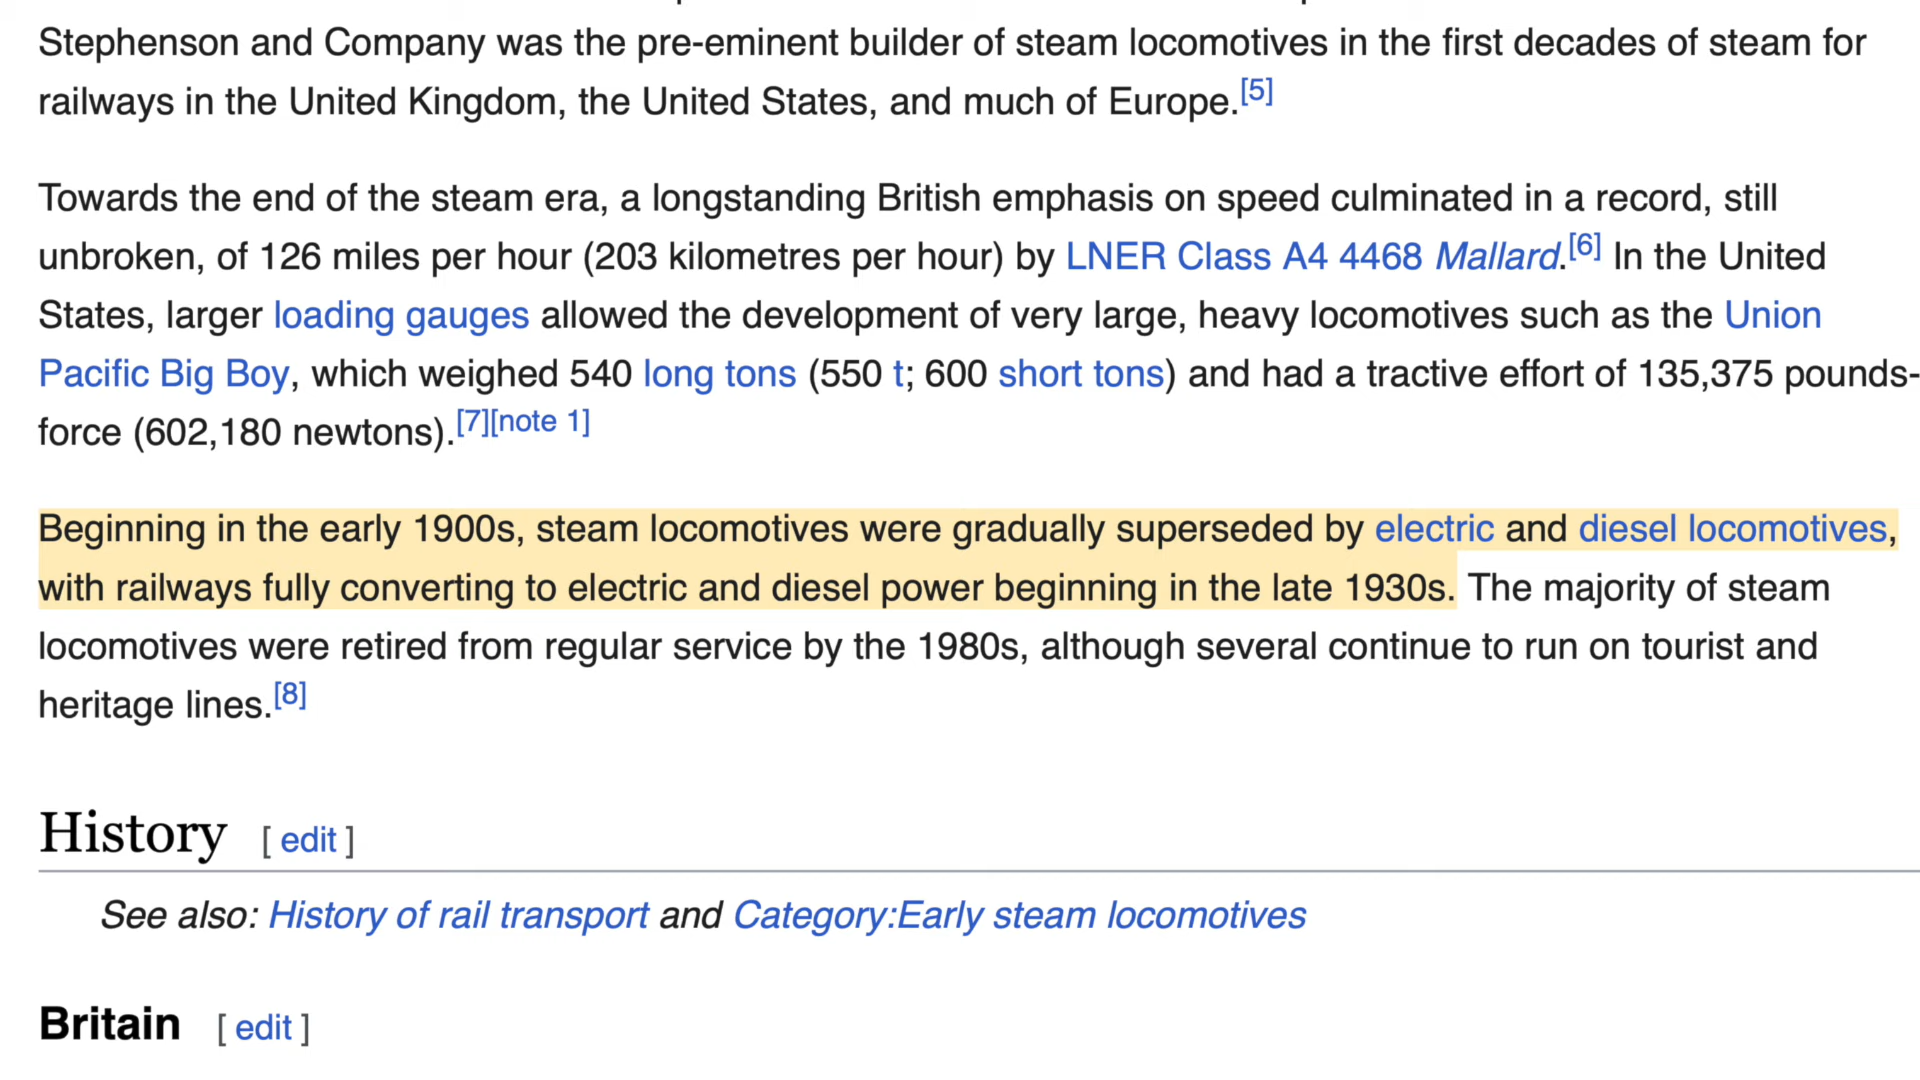 Stephenson and Company was the pre-eminent builder of steam locomotives in the first decades of steam for
railways in the United Kingdom, the United States, and much of Europe.[5]
Towards the end of the steam era, a longstanding British emphasis on speed culminated in a record, still
unbroken, of 126 miles per hour (203 kilometres per hour) by LNER Class A4 4468 Mallard.[6] In the United
States, larger loading gauges allowed the development of very large, heavy locomotives such as the Union
Pacific Big Boy, which weighed 540 long tons (550 t; 600 short tons) and had a tractive effort of 135,375 pounds-
force (602,180 newtons).[7][note 1]
Beginning in the early 1900s, steam locomotives were gradually superseded by electric and diesel locomotives,
with railways fully converting to electric and diesel power beginning in the late 1930s. The majority of steam
locomotives were retired from regular service by the 1980s, although several continue to run on tourist and
heritage lines.[8]
History [ edit ]
See also: History of rail transport and Category:Early steam locomotives
Britain [ edit ]